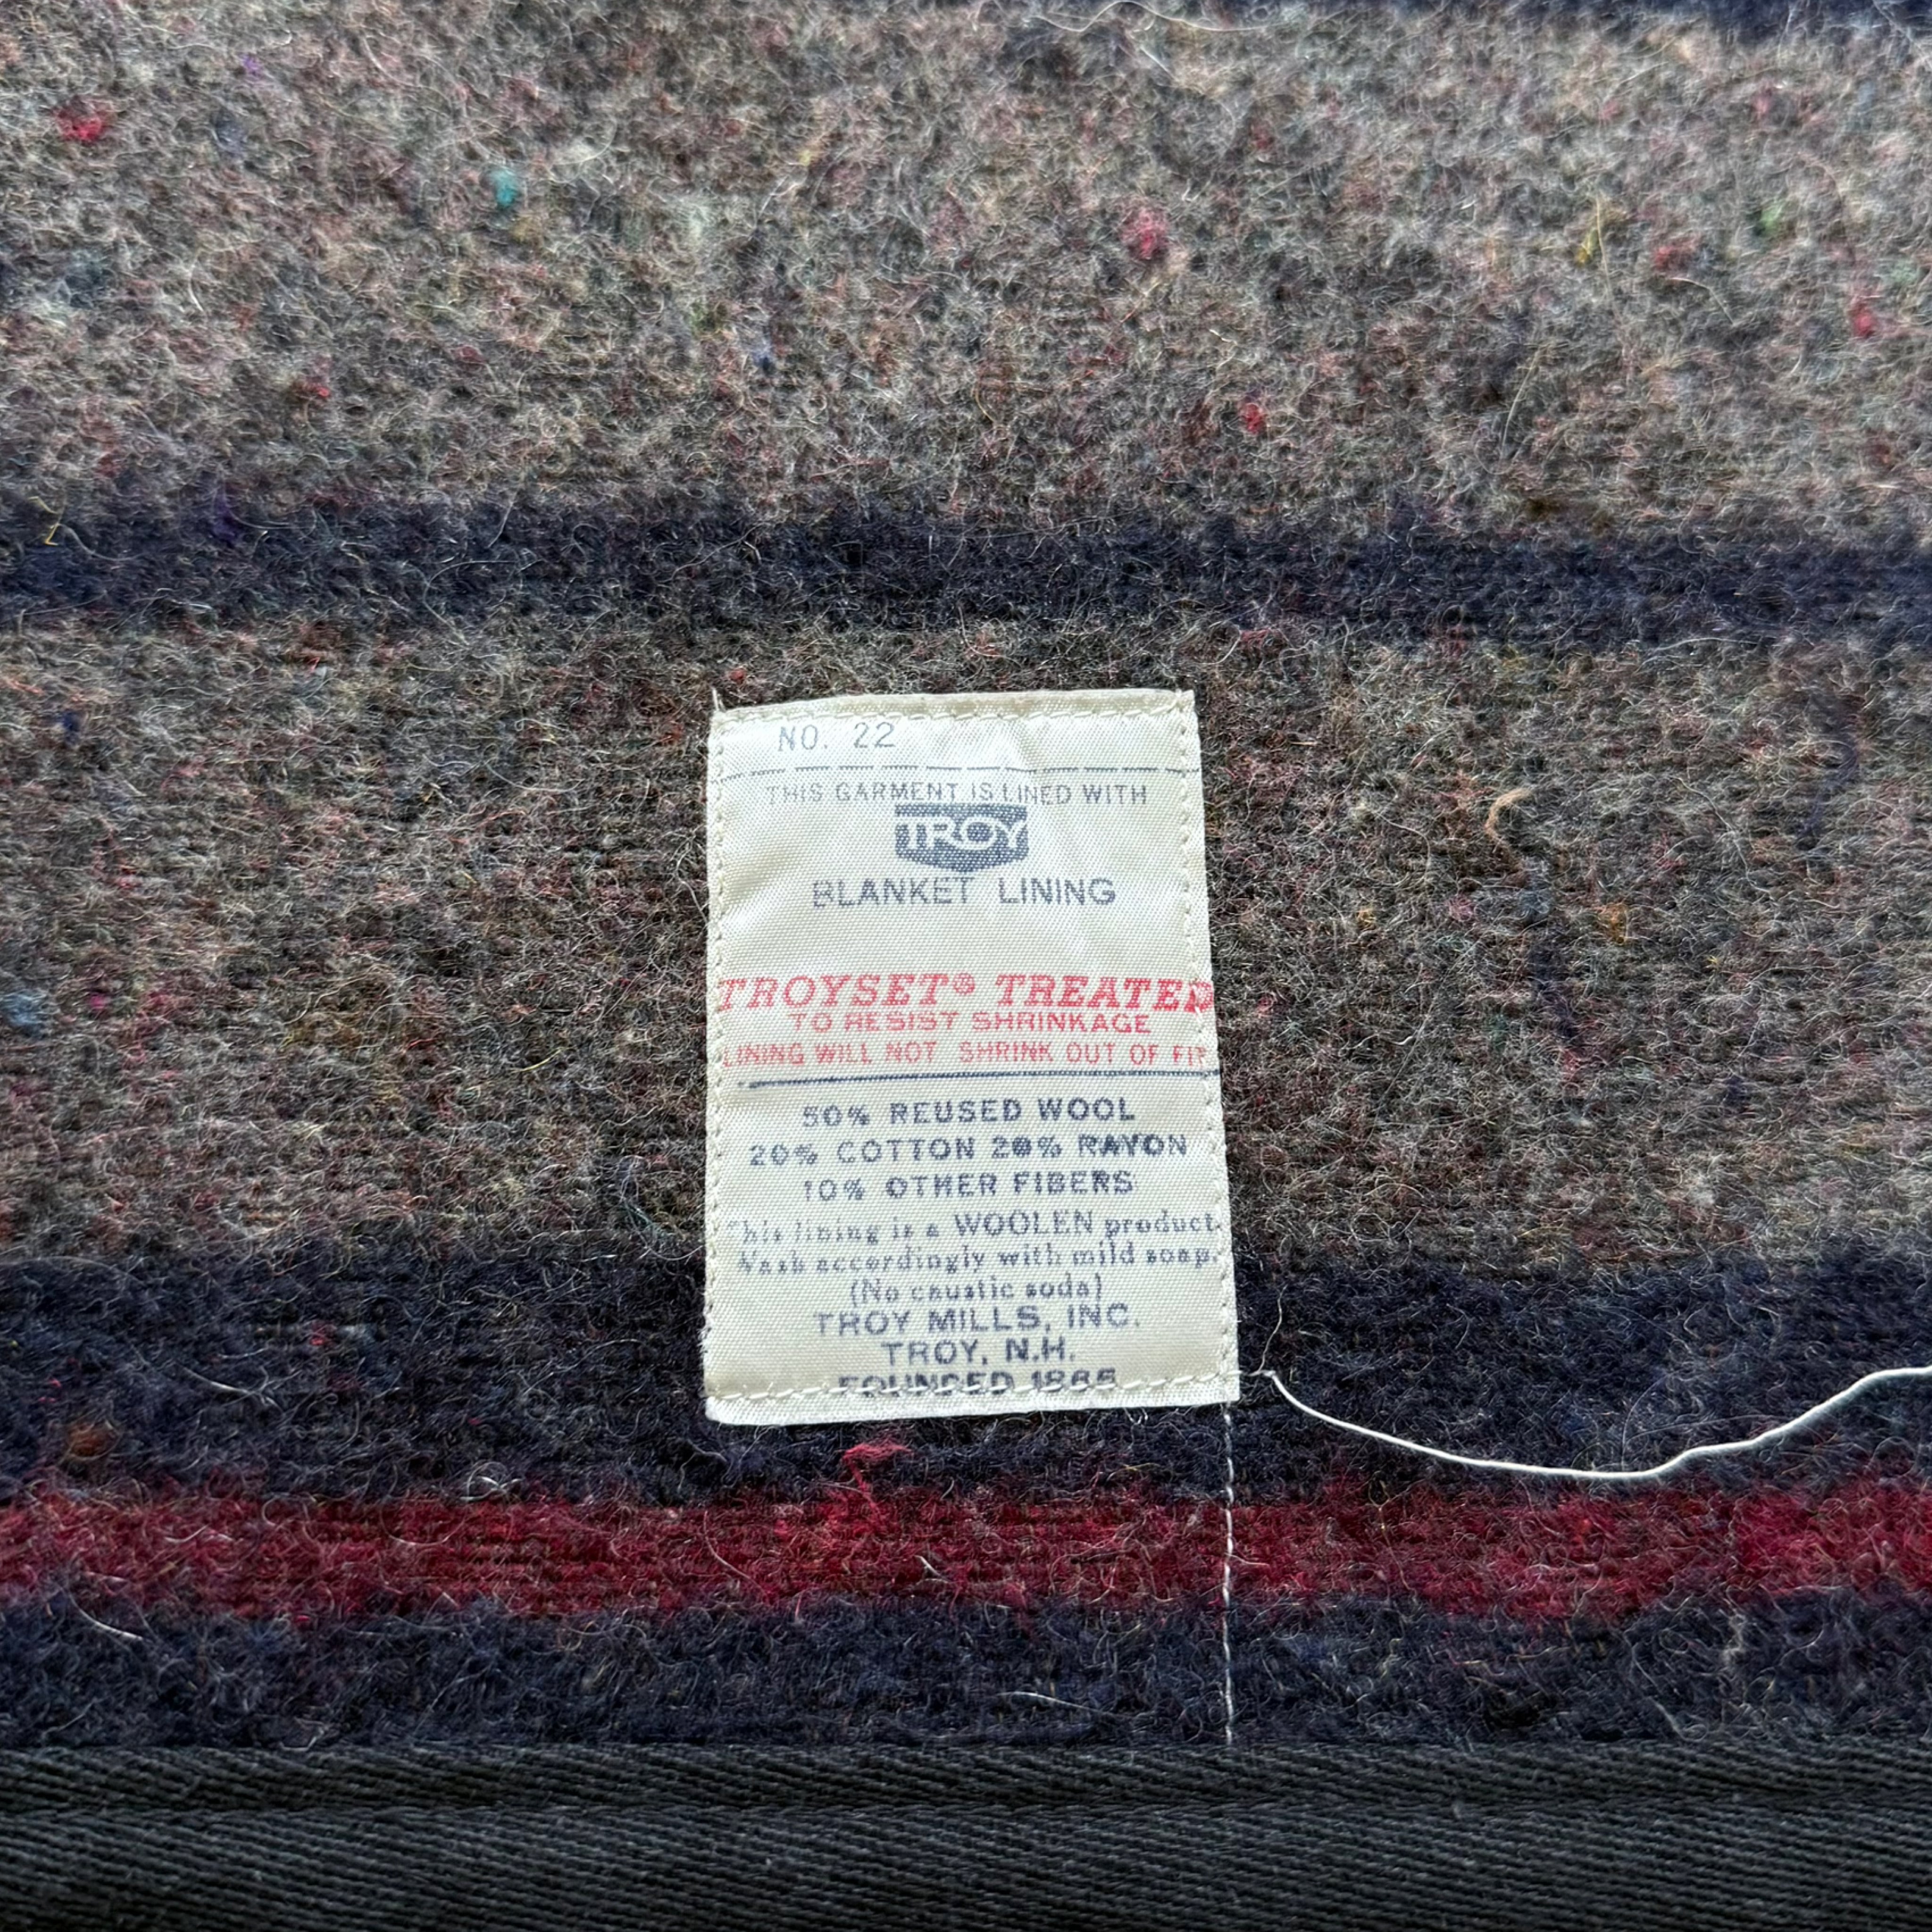 NO. 22
THIS GARMENT IS LINED WITH
TROY
BLANKET LINING
TROYSET® TREATED
TO RESIST SHRINKAGE
LINING WILL NOT SHRINK OUT OF FIT
50% REUSED WOOL
20% COTTON 20% RAYON
10% OTHER FIBERS
This lining is a WOOLEN product.
Wash accordingly with mild soap.
(No caustic soda)
TROY MILLS, INC.
TROY, N.H.
FOUNDED 1865